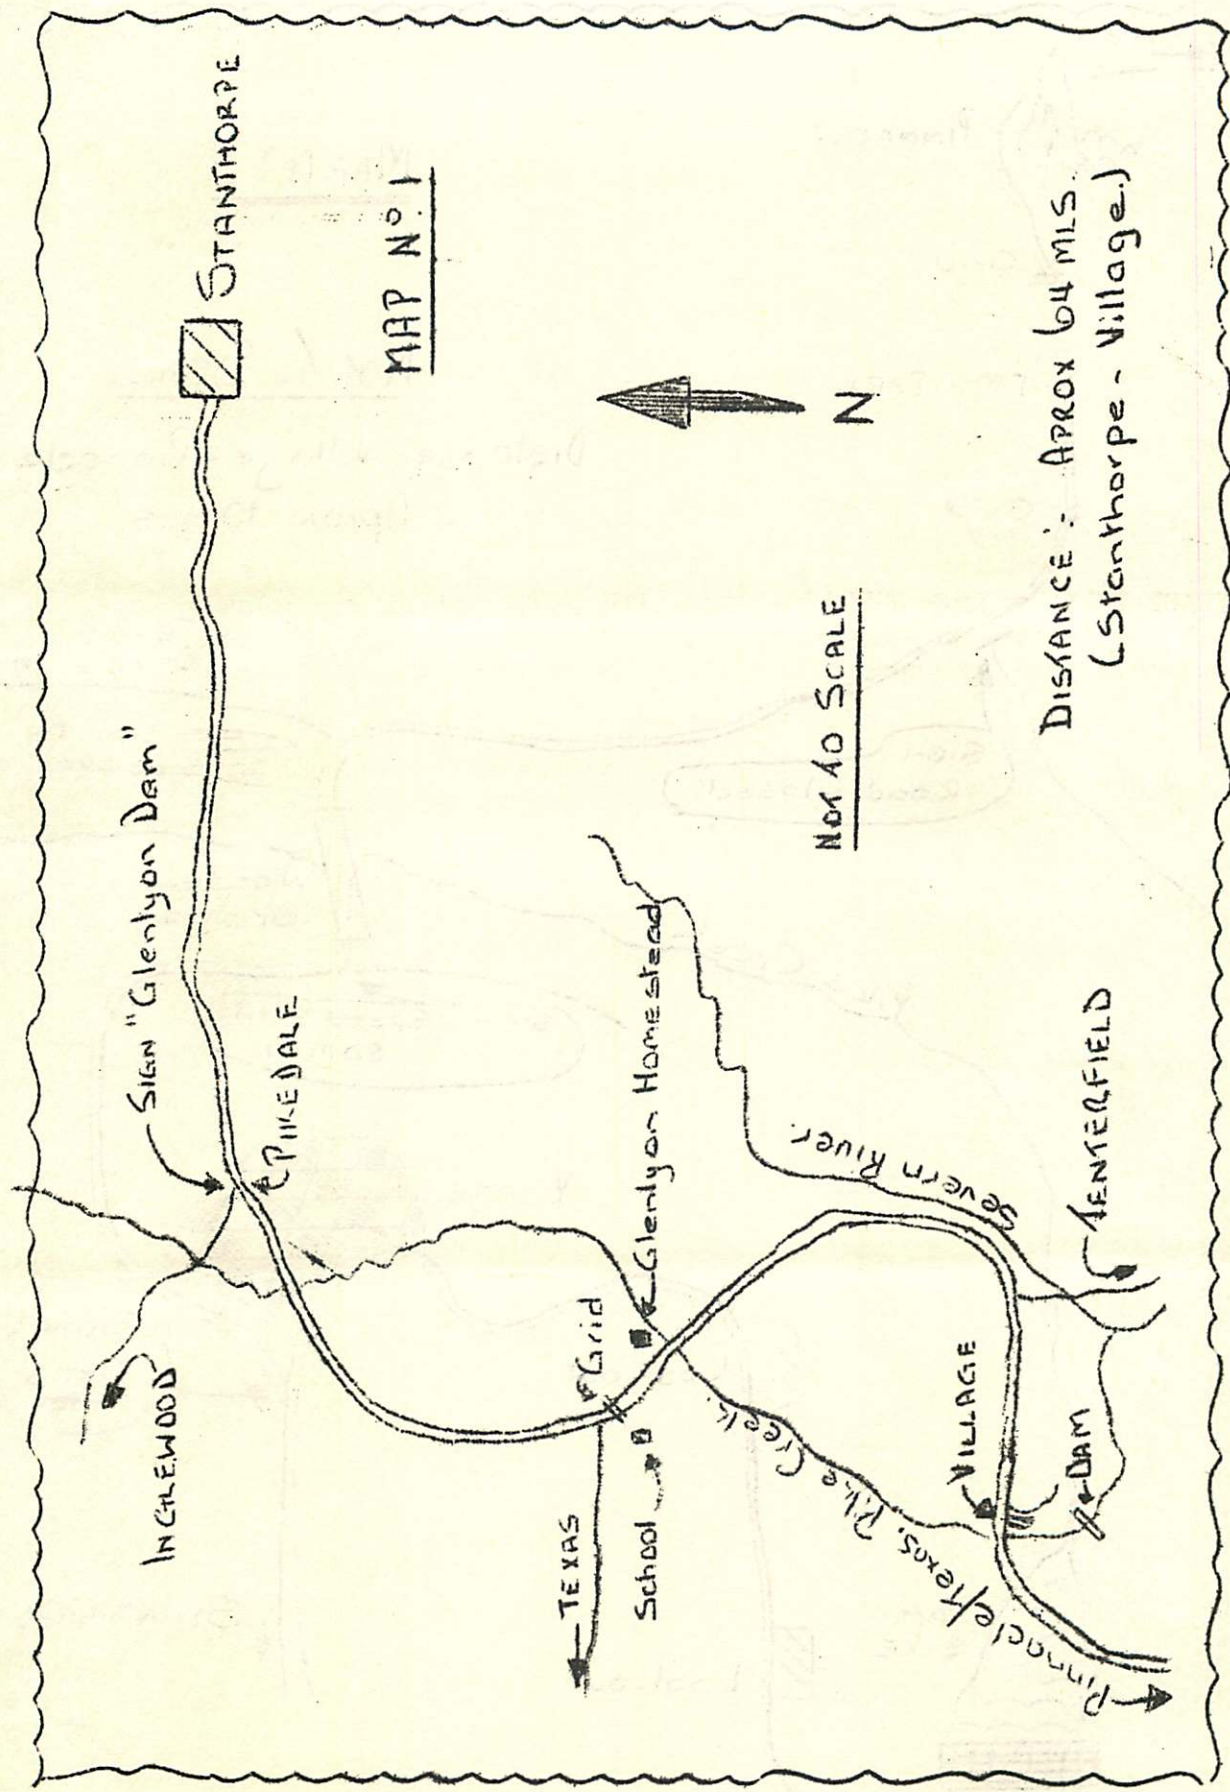 STANTHORPE
MAP Nº 1
SIGN "Glenlyon Dam"
PIKEDALE
INGLEWOOD
N
NOT TO SCALE
Grid
Glenlyon Homestead
TEXAS
School
Pike Creek.
Severn River.
VILLAGE
DAM
TENTERFIELD
Pinnacle/Texas.
DISTANCE :- APROX 64 MLS.
(Stanthorpe - Village.)